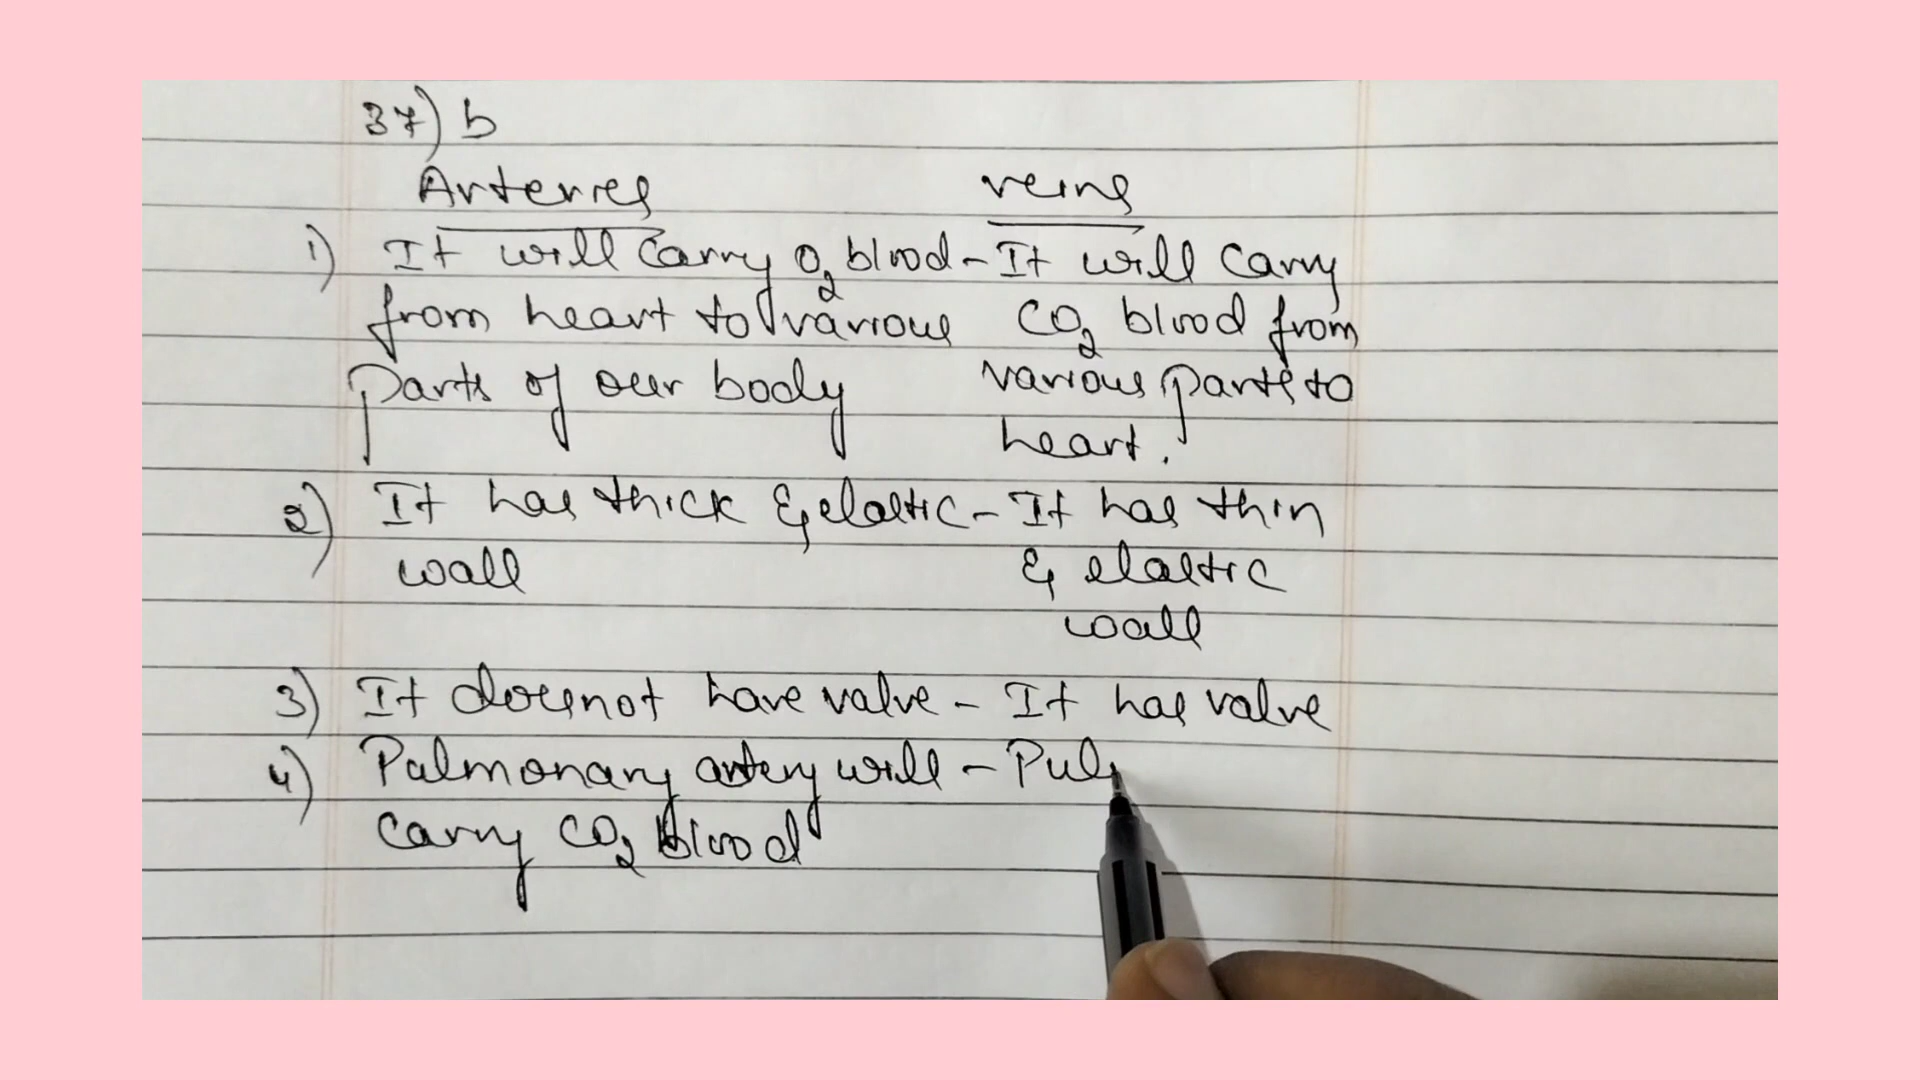 37) b
Arteries veins
1) It will carry O2 blood - It will carry
from heart to various CO2 blood from
parts of our body various parts to
heart.
2) It has thick & elastic - It has thin
wall & elastic
wall
3) It does not have valve - It has valve
4) Pulmonary artery will - Pul
carry CO2 blood